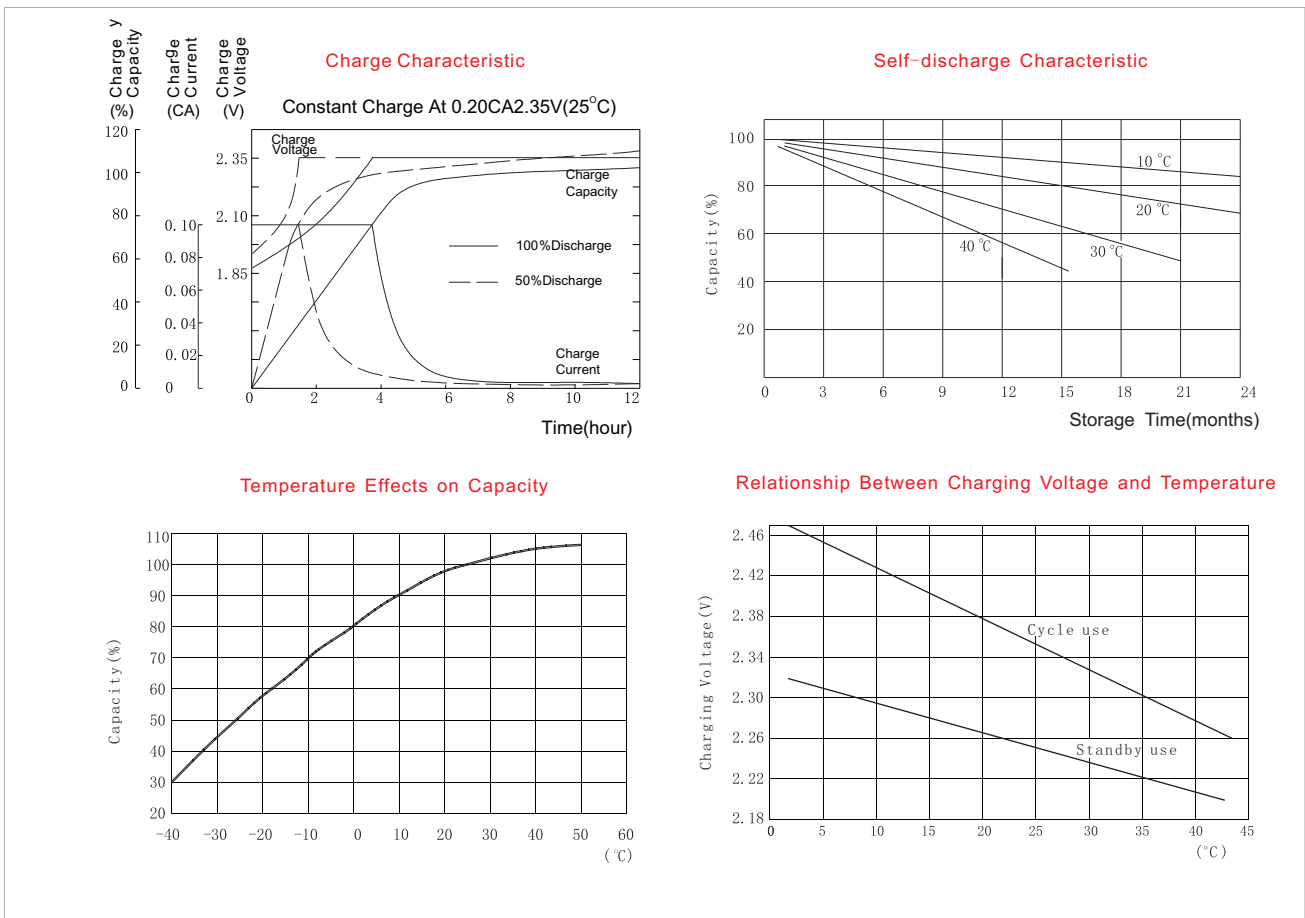 Charge y
Capacity
(%)
Charge
Current
(CA)
Charge
Voltage
(V)
Charge Characteristic
Constant Charge At 0.20CA2.35V(25°C)
120
100
80
60
40
20
0
0.10
0.08
0.06
0.04
0.02
0
2.35
2.10
1.85
Charge
Voltage
Charge
Capacity
100%Discharge
50%Discharge
Charge
Current
0 2 4 6 8 10 12
Time(hour)
Self-discharge Characteristic
Capacity(%)
100
80
60
40
20
10 °C
20 °C
30 °C
40 °C
0 3 6 9 12 15 18 21 24
Storage Time(months)
Temperature Effects on Capacity
Capacity(%)
110
100
90
80
70
60
50
40
30
20
-40 -30 -20 -10 0 10 20 30 40 50 60
(℃)
Relationship Between Charging Voltage and Temperature
Charging Voltage(V)
2.46
2.42
2.38
2.34
2.30
2.26
2.22
2.18
Cycle use
Standby use
0 5 10 15 20 25 30 35 40 45
(°C)